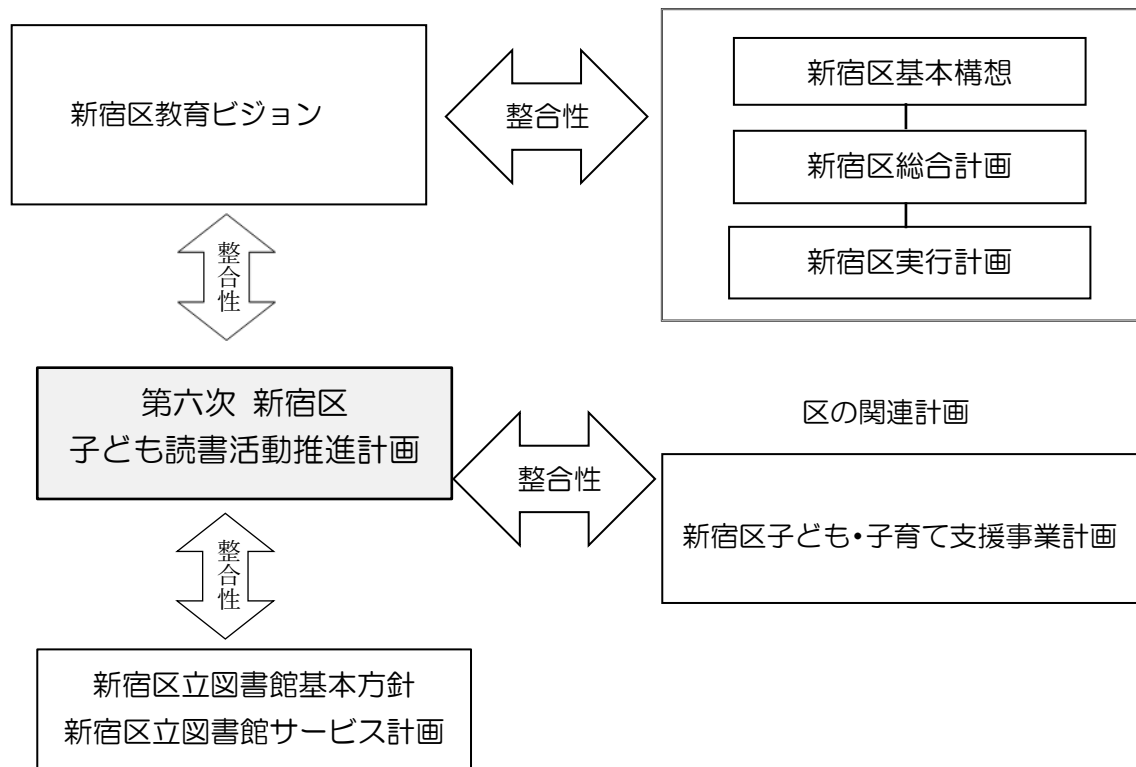 新宿区教育ビジョン
整合性
新宿区基本構想
新宿区総合計画
新宿区実行計画
整合性
第六次 新宿区
子ども読書活動推進計画
整合性
区の関連計画
新宿区子ども・子育て支援事業計画
整合性
新宿区立図書館基本方針
新宿区立図書館サービス計画